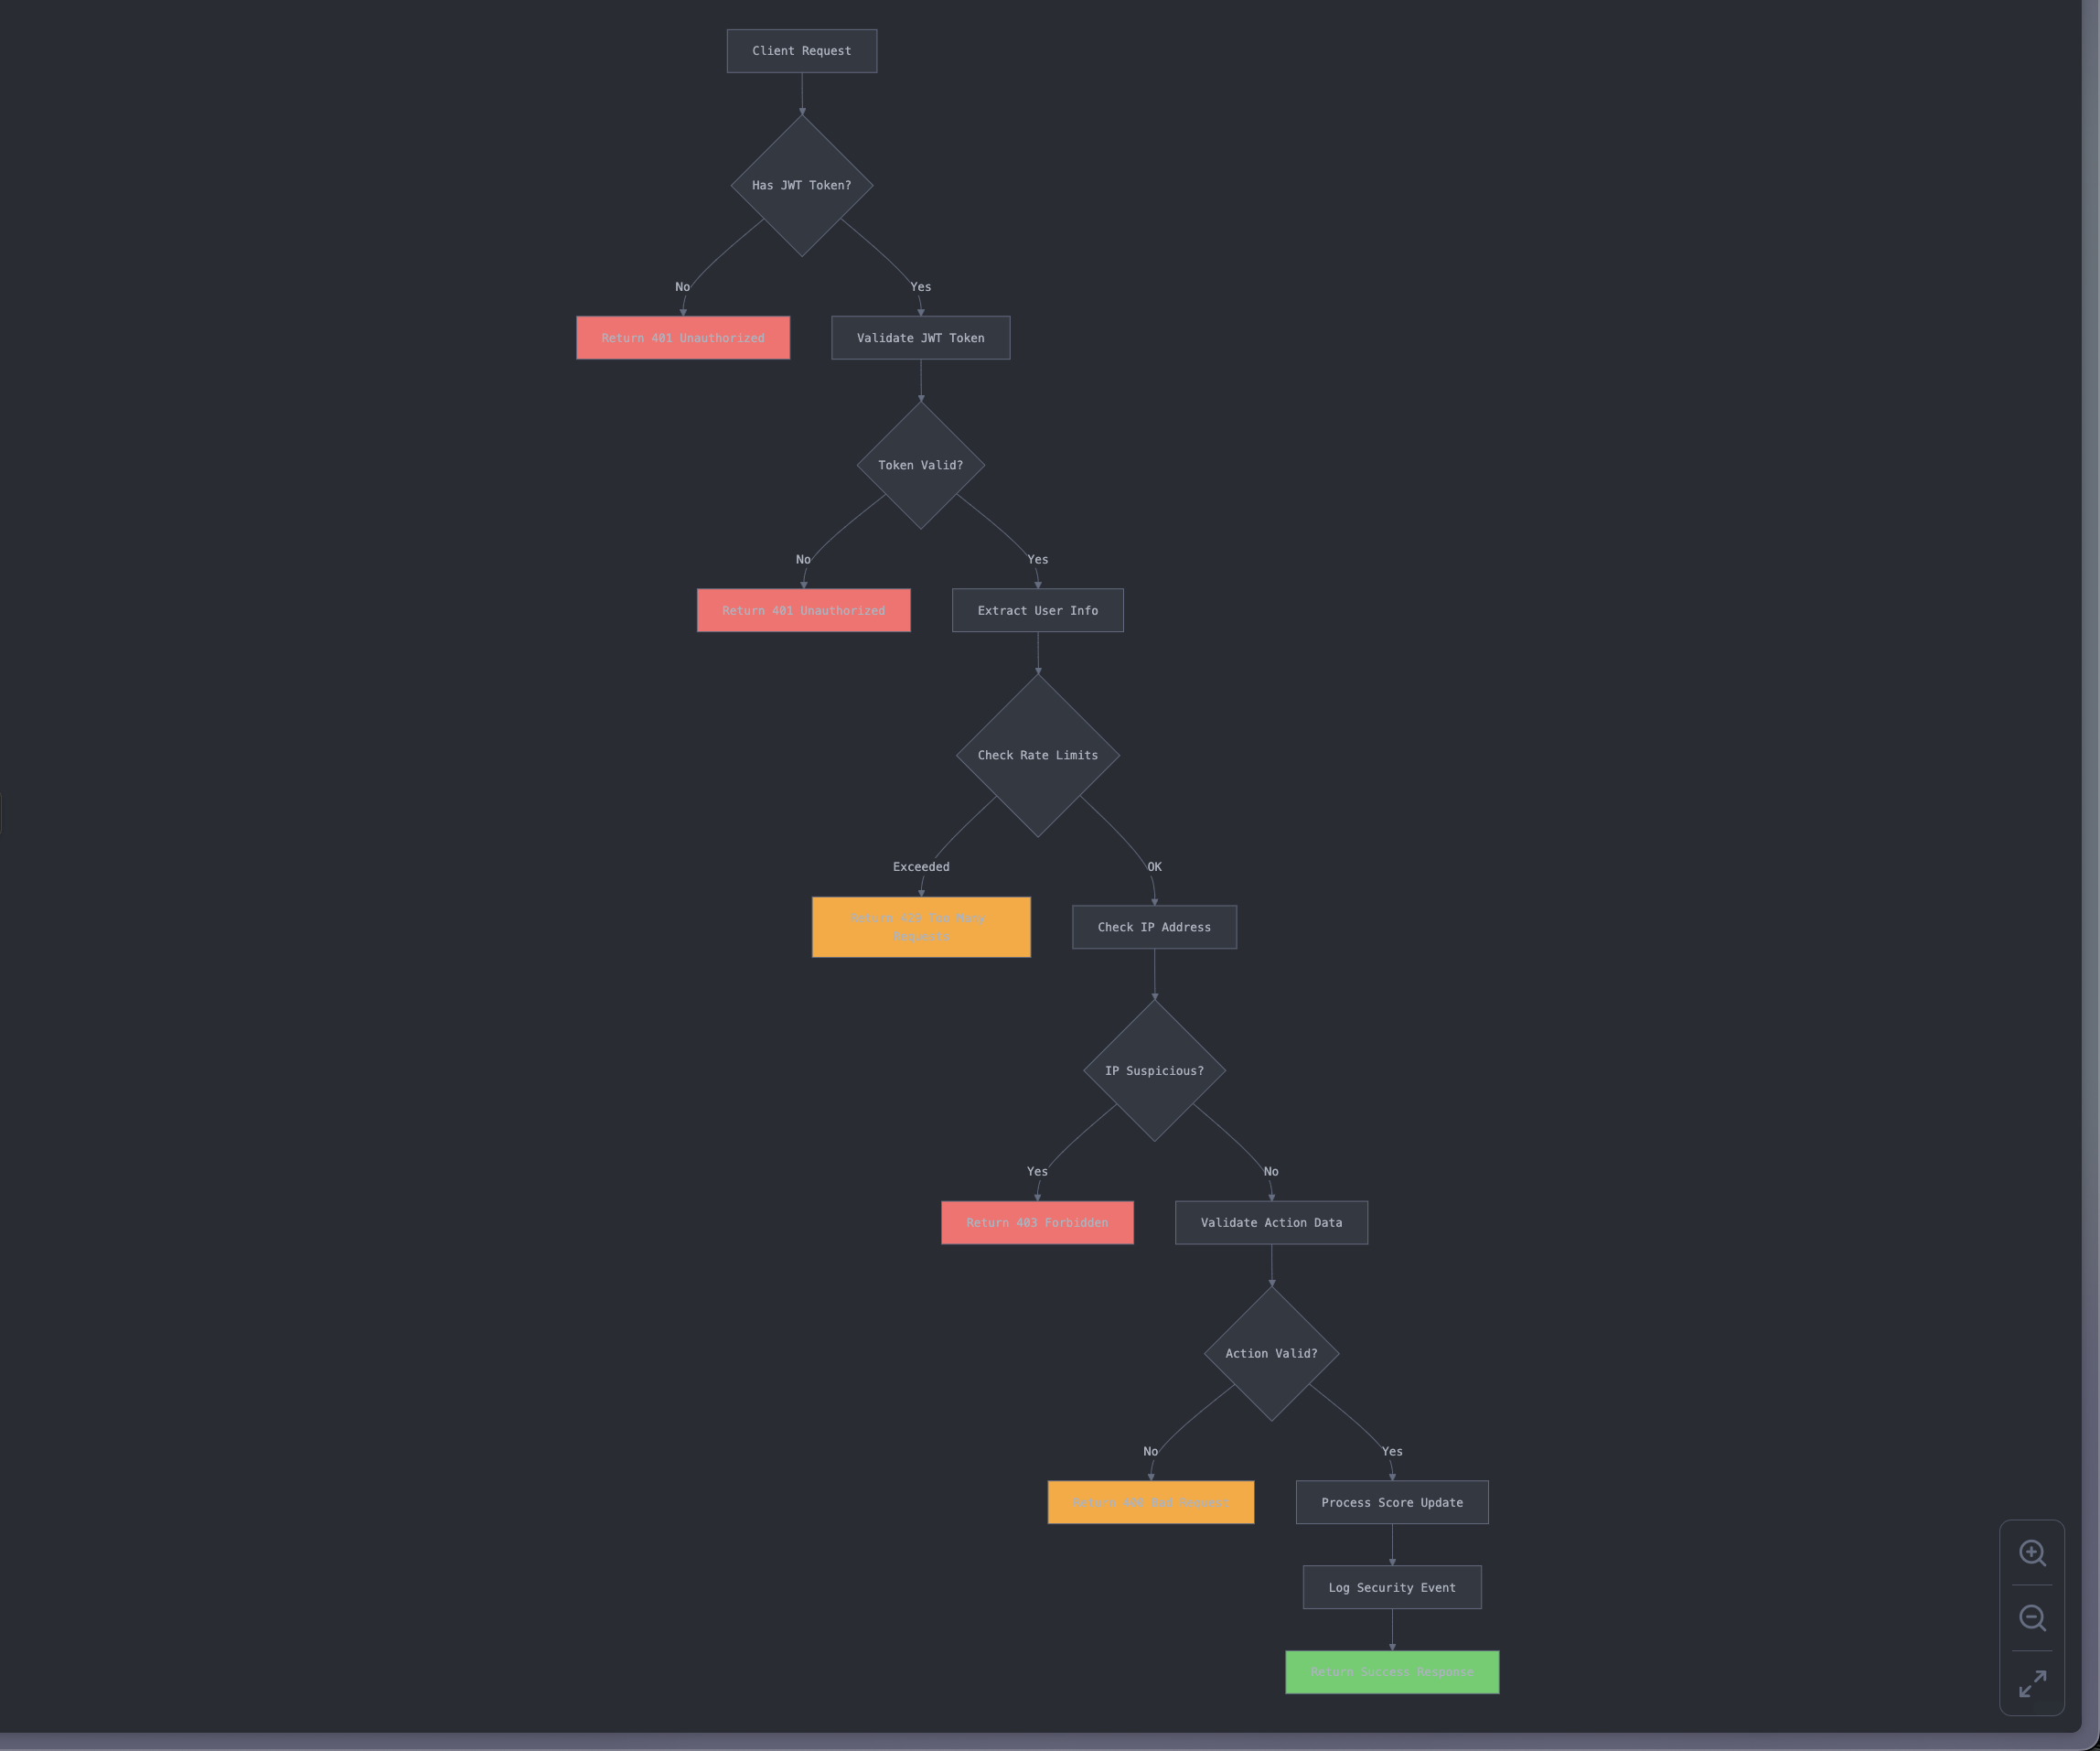 Client Request
Has JWT Token?
No
Yes
Return 401 Unauthorized
Validate JWT Token
Token Valid?
No
Yes
Return 401 Unauthorized
Extract User Info
Check Rate Limits
Exceeded
OK
Return 429 Too Many
Requests
Check IP Address
IP Suspicious?
Yes
No
Return 403 Forbidden
Validate Action Data
Action Valid?
No
Yes
Return 400 Bad Request
Process Score Update
Log Security Event
Return Success Response